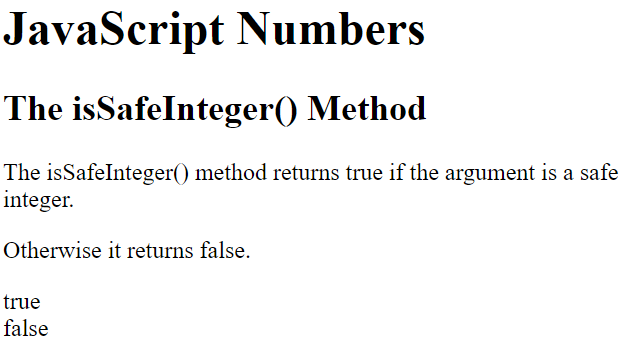 JavaScript Numbers
The isSafeInteger() Method
The isSafeInteger() method returns true if the argument is a safe
integer.
Otherwise it returns false.
true
false